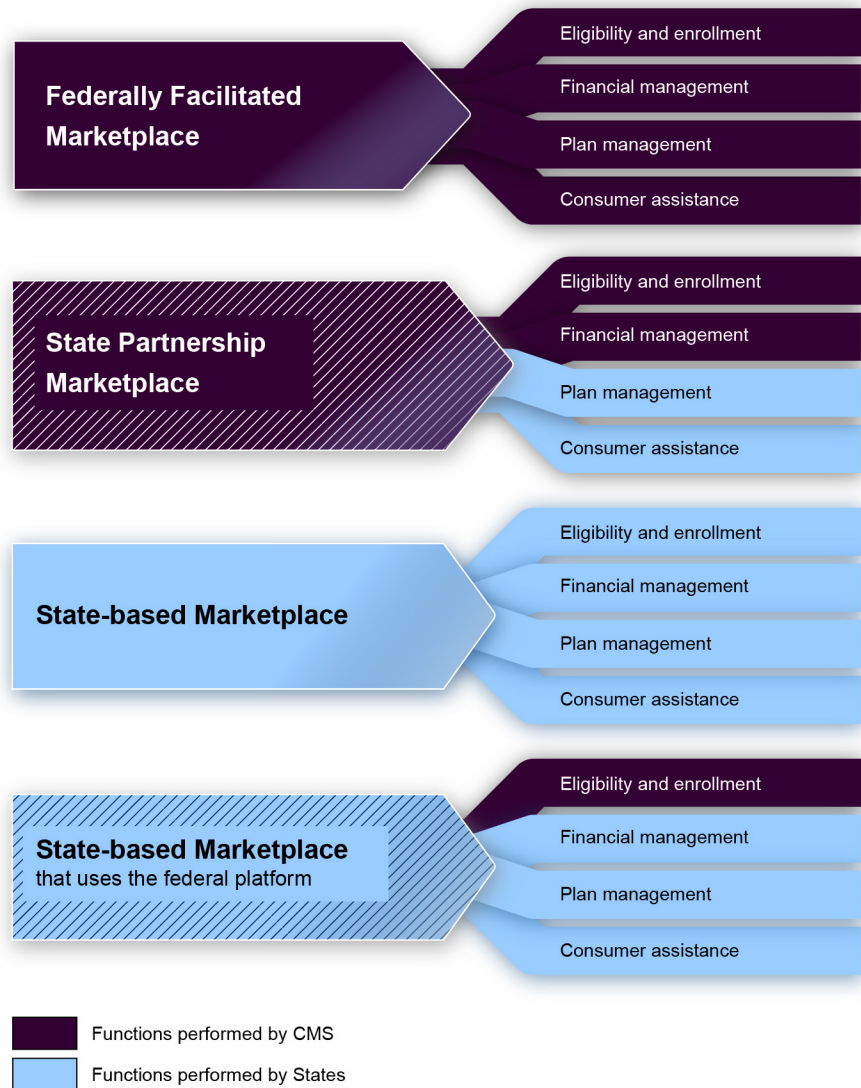 Federally Facilitated
Marketplace
Eligibility and enrollment
Financial management
Plan management
Consumer assistance
State Partnership
Marketplace
Eligibility and enrollment
Financial management
Plan management
Consumer assistance
State-based Marketplace
Eligibility and enrollment
Financial management
Plan management
Consumer assistance
State-based Marketplace
that uses the federal platform
Eligibility and enrollment
Financial management
Plan management
Consumer assistance
Functions performed by CMS
Functions performed by States